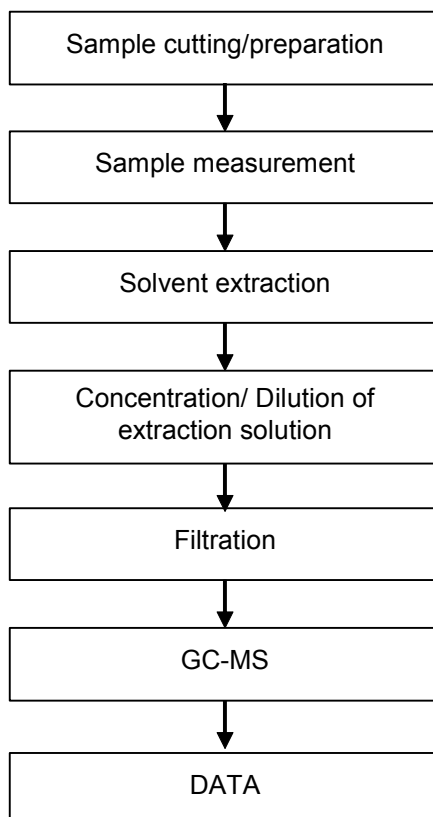 Sample cutting/preparation
Sample measurement
Solvent extraction
Concentration/ Dilution of
extraction solution
Filtration
GC-MS
DATA